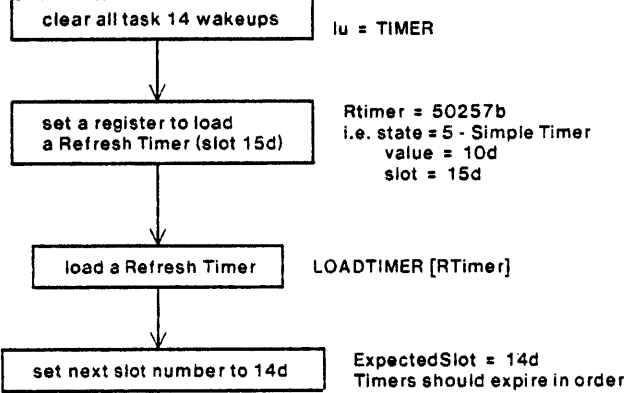 clear all task 14 wakeups
lu = TIMER
set a register to load
a Refresh Timer (slot 15d)
Rtimer = 50257b
i.e. state = 5 - Simple Timer
value = 10d
slot = 15d
load a Refresh Timer
LOADTIMER [RTimer]
set next slot number to 14d
ExpectedSlot = 14d
Timers should expire in order